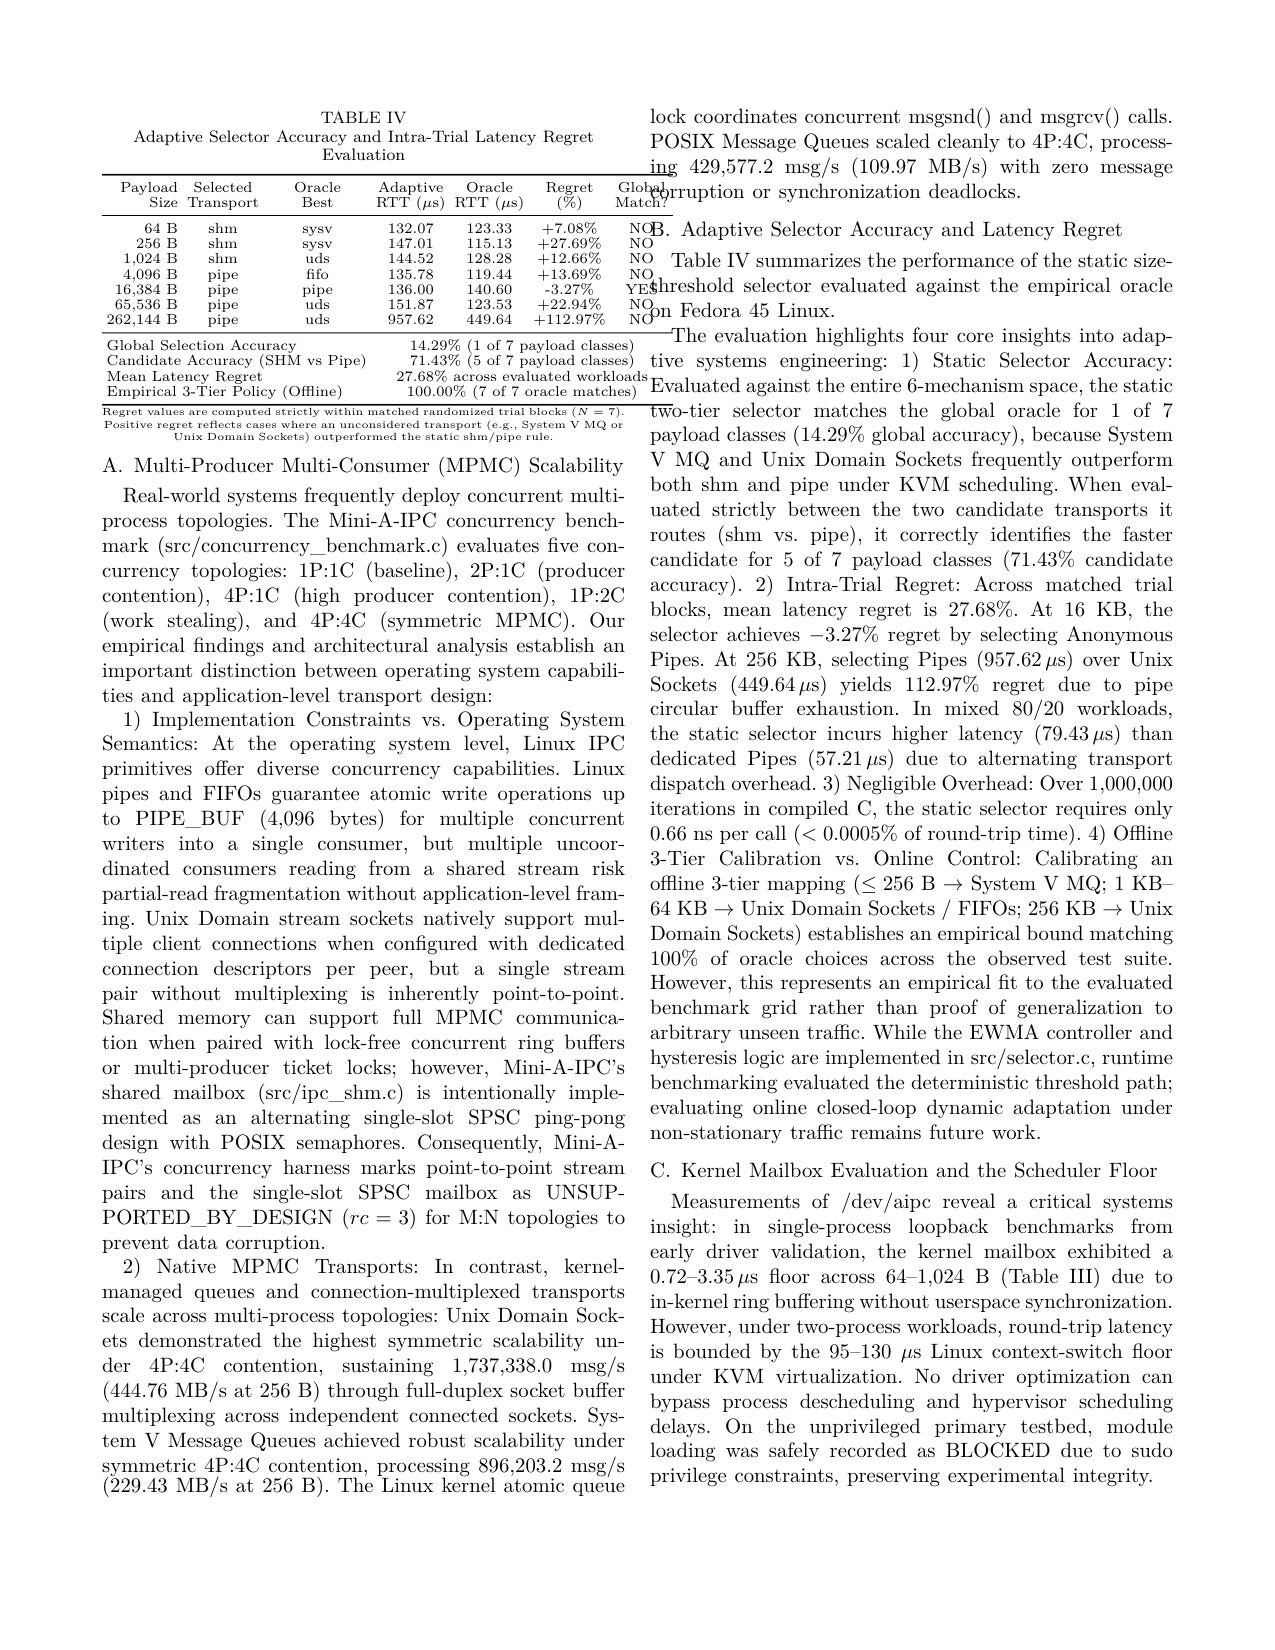 TABLE IV
Adaptive Selector Accuracy and Intra-Trial Latency Regret
Evaluation
Payload Selected Oracle Adaptive Oracle Regret Global
Size Transport Best RTT (µs) RTT (µs) (%) Match?
64 B shm sysv 132.07 123.33 +7.08% NO
256 B shm sysv 147.01 115.13 +27.69% NO
1,024 B shm uds 144.52 128.28 +12.66% NO
4,096 B pipe fifo 135.78 119.44 +13.69% NO
16,384 B pipe pipe 136.00 140.60 -3.27% YES
65,536 B pipe uds 151.87 123.53 +22.94% NO
262,144 B pipe uds 957.62 449.64 +112.97% NO
Global Selection Accuracy 14.29% (1 of 7 payload classes)
Candidate Accuracy (SHM vs Pipe) 71.43% (5 of 7 payload classes)
Mean Latency Regret 27.68% across evaluated workloads
Empirical 3-Tier Policy (Offline) 100.00% (7 of 7 oracle matches)
Regret values are computed strictly within matched randomized trial blocks (N = 7).
Positive regret reflects cases where an unconsidered transport (e.g., System V MQ or
Unix Domain Sockets) outperformed the static shm/pipe rule.
A. Multi-Producer Multi-Consumer (MPMC) Scalability
Real-world systems frequently deploy concurrent multi-
process topologies. The Mini-A-IPC concurrency bench-
mark (src/concurrency_benchmark.c) evaluates five con-
currency topologies: 1P:1C (baseline), 2P:1C (producer
contention), 4P:1C (high producer contention), 1P:2C
(work stealing), and 4P:4C (symmetric MPMC). Our
empirical findings and architectural analysis establish an
important distinction between operating system capabili-
ties and application-level transport design:
1) Implementation Constraints vs. Operating System
Semantics: At the operating system level, Linux IPC
primitives offer diverse concurrency capabilities. Linux
pipes and FIFOs guarantee atomic write operations up
to PIPE_BUF (4,096 bytes) for multiple concurrent
writers into a single consumer, but multiple uncoor-
dinated consumers reading from a shared stream risk
partial-read fragmentation without application-level fram-
ing. Unix Domain stream sockets natively support mul-
tiple client connections when configured with dedicated
connection descriptors per peer, but a single stream
pair without multiplexing is inherently point-to-point.
Shared memory can support full MPMC communica-
tion when paired with lock-free concurrent ring buffers
or multi-producer ticket locks; however, Mini-A-IPC's
shared mailbox (src/ipc_shm.c) is intentionally imple-
mented as an alternating single-slot SPSC ping-pong
design with POSIX semaphores. Consequently, Mini-A-
IPC's concurrency harness marks point-to-point stream
pairs and the single-slot SPSC mailbox as UNSUP-
PORTED_BY_DESIGN (rc = 3) for M:N topologies to
prevent data corruption.
2) Native MPMC Transports: In contrast, kernel-
managed queues and connection-multiplexed transports
scale across multi-process topologies: Unix Domain Sock-
ets demonstrated the highest symmetric scalability un-
der 4P:4C contention, sustaining 1,737,338.0 msg/s
(444.76 MB/s at 256 B) through full-duplex socket buffer
multiplexing across independent connected sockets. Sys-
tem V Message Queues achieved robust scalability under
symmetric 4P:4C contention, processing 896,203.2 msg/s
(229.43 MB/s at 256 B). The Linux kernel atomic queue
lock coordinates concurrent msgsnd() and msgrcv() calls.
POSIX Message Queues scaled cleanly to 4P:4C, process-
ing 429,577.2 msg/s (109.97 MB/s) with zero message
corruption or synchronization deadlocks.
B. Adaptive Selector Accuracy and Latency Regret
Table IV summarizes the performance of the static size-
threshold selector evaluated against the empirical oracle
on Fedora 45 Linux.
The evaluation highlights four core insights into adap-
tive systems engineering: 1) Static Selector Accuracy:
Evaluated against the entire 6-mechanism space, the static
two-tier selector matches the global oracle for 1 of 7
payload classes (14.29% global accuracy), because System
V MQ and Unix Domain Sockets frequently outperform
both shm and pipe under KVM scheduling. When eval-
uated strictly between the two candidate transports it
routes (shm vs. pipe), it correctly identifies the faster
candidate for 5 of 7 payload classes (71.43% candidate
accuracy). 2) Intra-Trial Regret: Across matched trial
blocks, mean latency regret is 27.68%. At 16 KB, the
selector achieves −3.27% regret by selecting Anonymous
Pipes. At 256 KB, selecting Pipes (957.62 µs) over Unix
Sockets (449.64 µs) yields 112.97% regret due to pipe
circular buffer exhaustion. In mixed 80/20 workloads,
the static selector incurs higher latency (79.43 µs) than
dedicated Pipes (57.21 µs) due to alternating transport
dispatch overhead. 3) Negligible Overhead: Over 1,000,000
iterations in compiled C, the static selector requires only
0.66 ns per call (< 0.0005% of round-trip time). 4) Offline
3-Tier Calibration vs. Online Control: Calibrating an
offline 3-tier mapping (≤ 256 B → System V MQ; 1 KB–
64 KB → Unix Domain Sockets / FIFOs; 256 KB → Unix
Domain Sockets) establishes an empirical bound matching
100% of oracle choices across the observed test suite.
However, this represents an empirical fit to the evaluated
benchmark grid rather than proof of generalization to
arbitrary unseen traffic. While the EWMA controller and
hysteresis logic are implemented in src/selector.c, runtime
benchmarking evaluated the deterministic threshold path;
evaluating online closed-loop dynamic adaptation under
non-stationary traffic remains future work.
C. Kernel Mailbox Evaluation and the Scheduler Floor
Measurements of /dev/aipc reveal a critical systems
insight: in single-process loopback benchmarks from
early driver validation, the kernel mailbox exhibited a
0.72–3.35 µs floor across 64–1,024 B (Table III) due to
in-kernel ring buffering without userspace synchronization.
However, under two-process workloads, round-trip latency
is bounded by the 95–130 µs Linux context-switch floor
under KVM virtualization. No driver optimization can
bypass process descheduling and hypervisor scheduling
delays. On the unprivileged primary testbed, module
loading was safely recorded as BLOCKED due to sudo
privilege constraints, preserving experimental integrity.